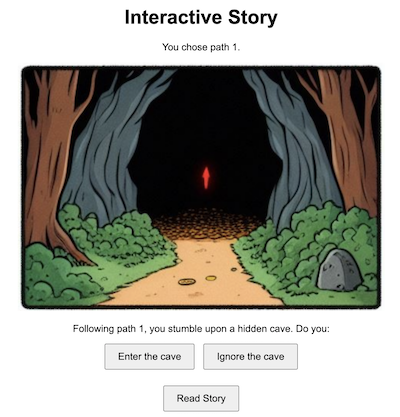 Interactive Story
You chose path 1.
Following path 1, you stumble upon a hidden cave. Do you:
Enter the cave
Ignore the cave
Read Story